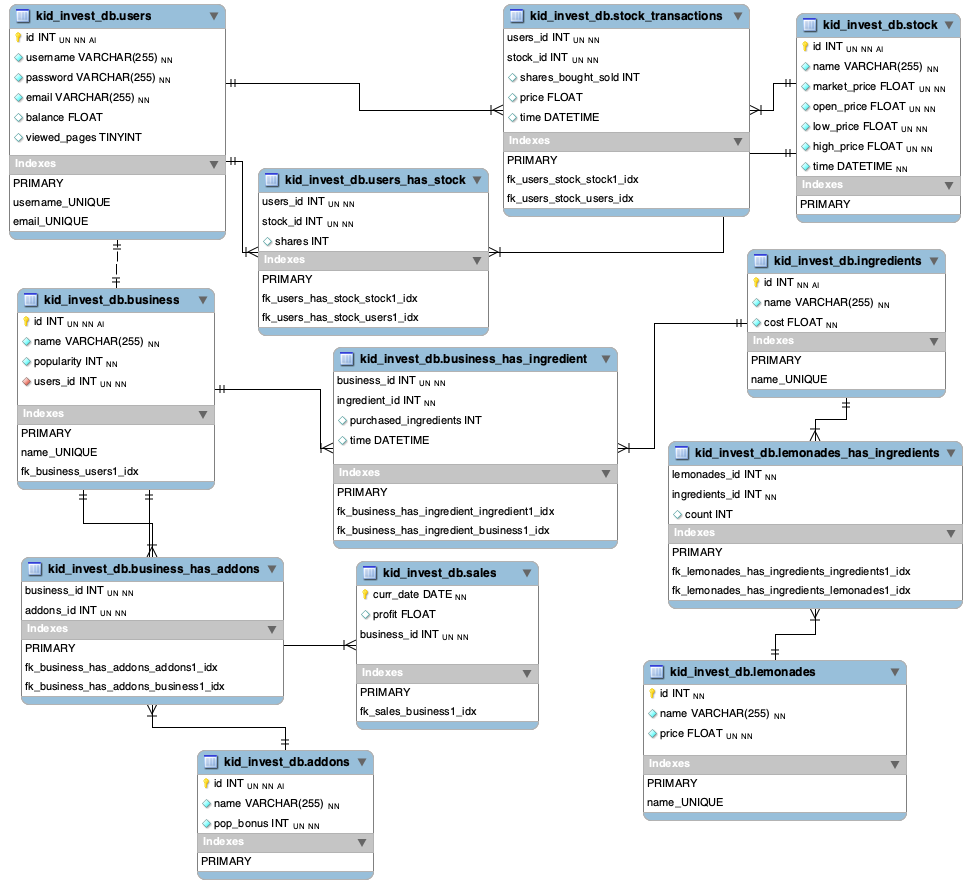 kid_invest_db.users
id INT UN NN AI
username VARCHAR(255) NN
password VARCHAR(255) NN
email VARCHAR(255) NN
balance FLOAT
viewed_pages TINYINT
Indexes
PRIMARY
username_UNIQUE
email_UNIQUE
kid_invest_db.stock_transactions
users_id INT UN NN
stock_id INT UN NN
shares_bought_sold INT
price FLOAT
time DATETIME
Indexes
PRIMARY
fk_users_stock_stock1_idx
fk_users_stock_users_idx
kid_invest_db.stock
id INT UN NN AI
name VARCHAR(255) NN
market_price FLOAT UN NN
open_price FLOAT UN NN
low_price FLOAT UN NN
high_price FLOAT UN NN
time DATETIME NN
Indexes
PRIMARY
kid_invest_db.users_has_stock
users_id INT UN NN
stock_id INT UN NN
shares INT
Indexes
PRIMARY
fk_users_has_stock_stock1_idx
fk_users_has_stock_users1_idx
kid_invest_db.ingredients
id INT NN AI
name VARCHAR(255) NN
cost FLOAT NN
Indexes
PRIMARY
name_UNIQUE
kid_invest_db.business
id INT UN NN AI
name VARCHAR(255) NN
popularity INT NN
users_id INT UN NN
Indexes
PRIMARY
name_UNIQUE
fk_business_users1_idx
kid_invest_db.business_has_ingredient
business_id INT UN NN
ingredient_id INT NN
purchased_ingredients INT
time DATETIME
Indexes
PRIMARY
fk_business_has_ingredient_ingredient1_idx
fk_business_has_ingredient_business1_idx
kid_invest_db.lemonades_has_ingredients
lemonades_id INT NN
ingredients_id INT NN
count INT
Indexes
PRIMARY
fk_lemonades_has_ingredients_ingredients1_idx
fk_lemonades_has_ingredients_lemonades1_idx
kid_invest_db.business_has_addons
business_id INT UN NN
addons_id INT UN NN
Indexes
PRIMARY
fk_business_has_addons_addons1_idx
fk_business_has_addons_business1_idx
kid_invest_db.sales
curr_date DATE NN
profit FLOAT
business_id INT UN NN
Indexes
PRIMARY
fk_sales_business1_idx
kid_invest_db.lemonades
id INT NN
name VARCHAR(255) NN
price FLOAT UN NN
Indexes
PRIMARY
name_UNIQUE
kid_invest_db.addons
id INT UN NN AI
name VARCHAR(255) NN
pop_bonus INT UN NN
Indexes
PRIMARY